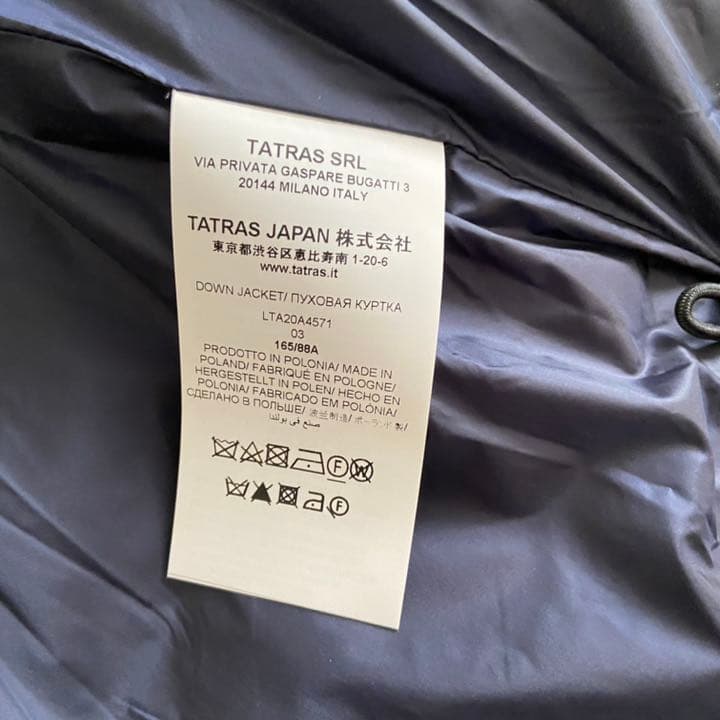 TATRAS SRL
VIA PRIVATA GASPARE BUGATTI 3
20144 MILANO ITALY
TATRAS JAPAN 株式会社
東京都渋谷区恵比寿南 1-20-6
www.tatras.it
DOWN JACKET/ ПУХОВАЯ КУРТКА
LTA20A4571
03
165/88A
PRODOTTO IN POLONIA/ MADE IN
POLAND/ FABRIQUÉ EN POLOGNE/
HERGESTELLT IN POLEN/ HECHO EN
POLONIA/ FABRICADO EM POLÓNIA/
СДЕЛАНО В ПОЛЬШЕ/ 波兰制造/ ポーランド製/
صنع في بولندا
F W
F